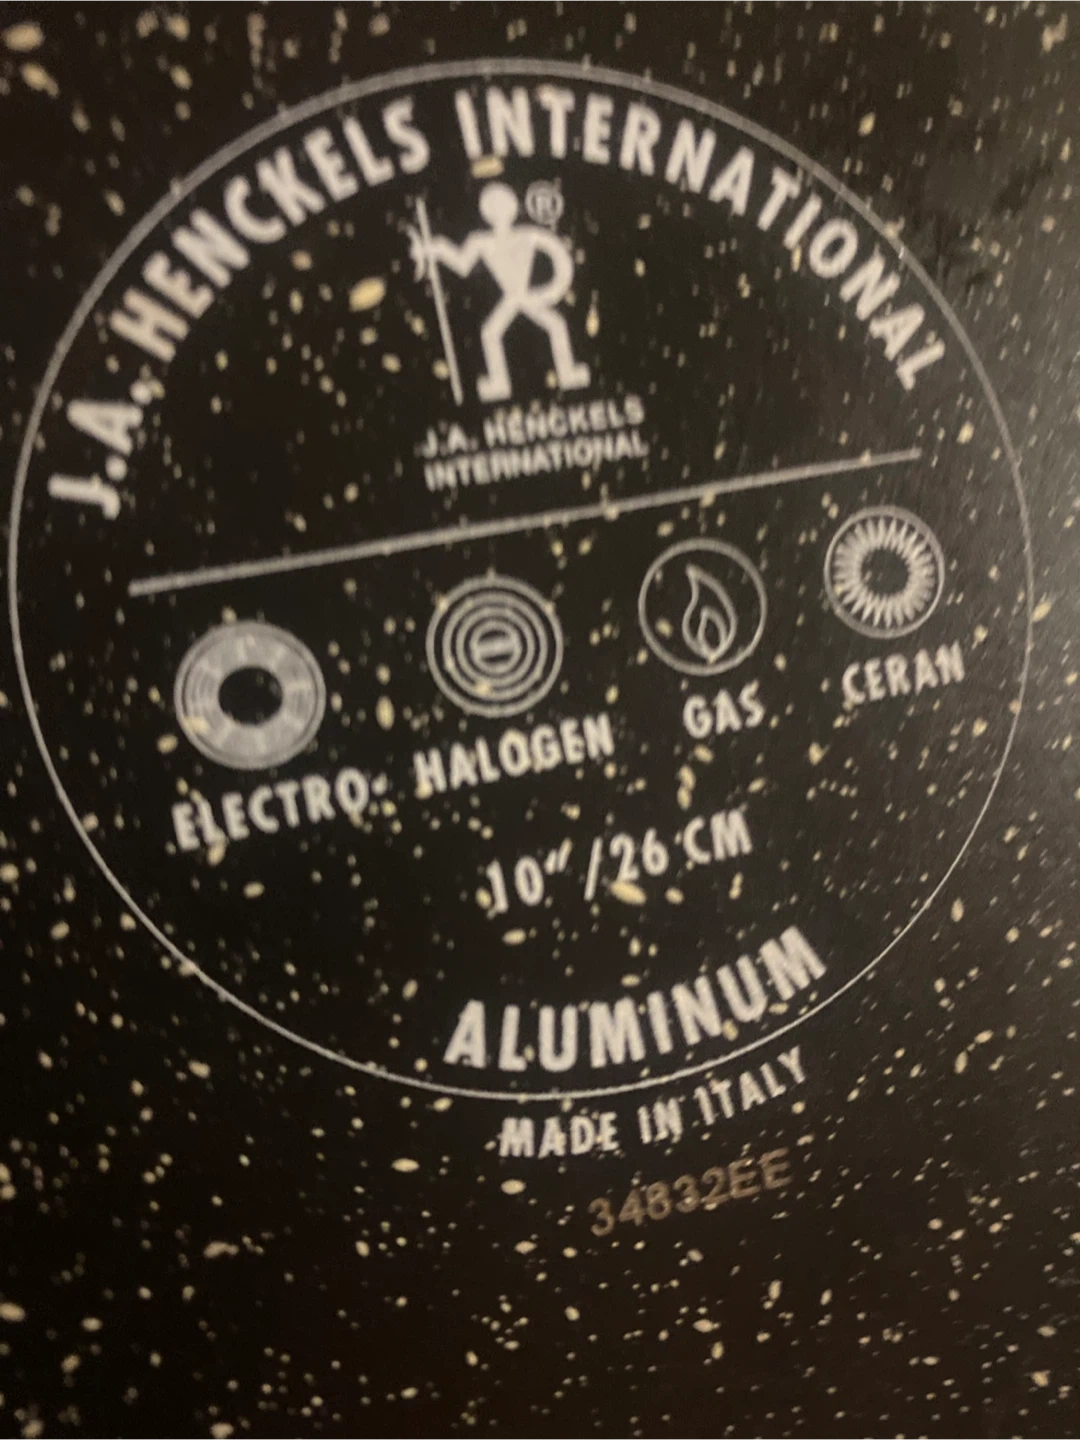 J.A. HENCKELS INTERNATIONAL
®
J.A. HENCKELS
INTERNATIONAL
ELECTRO HALOGEN GAS CERAN
10"/26 CM
ALUMINUM
MADE IN ITALY
34832EE